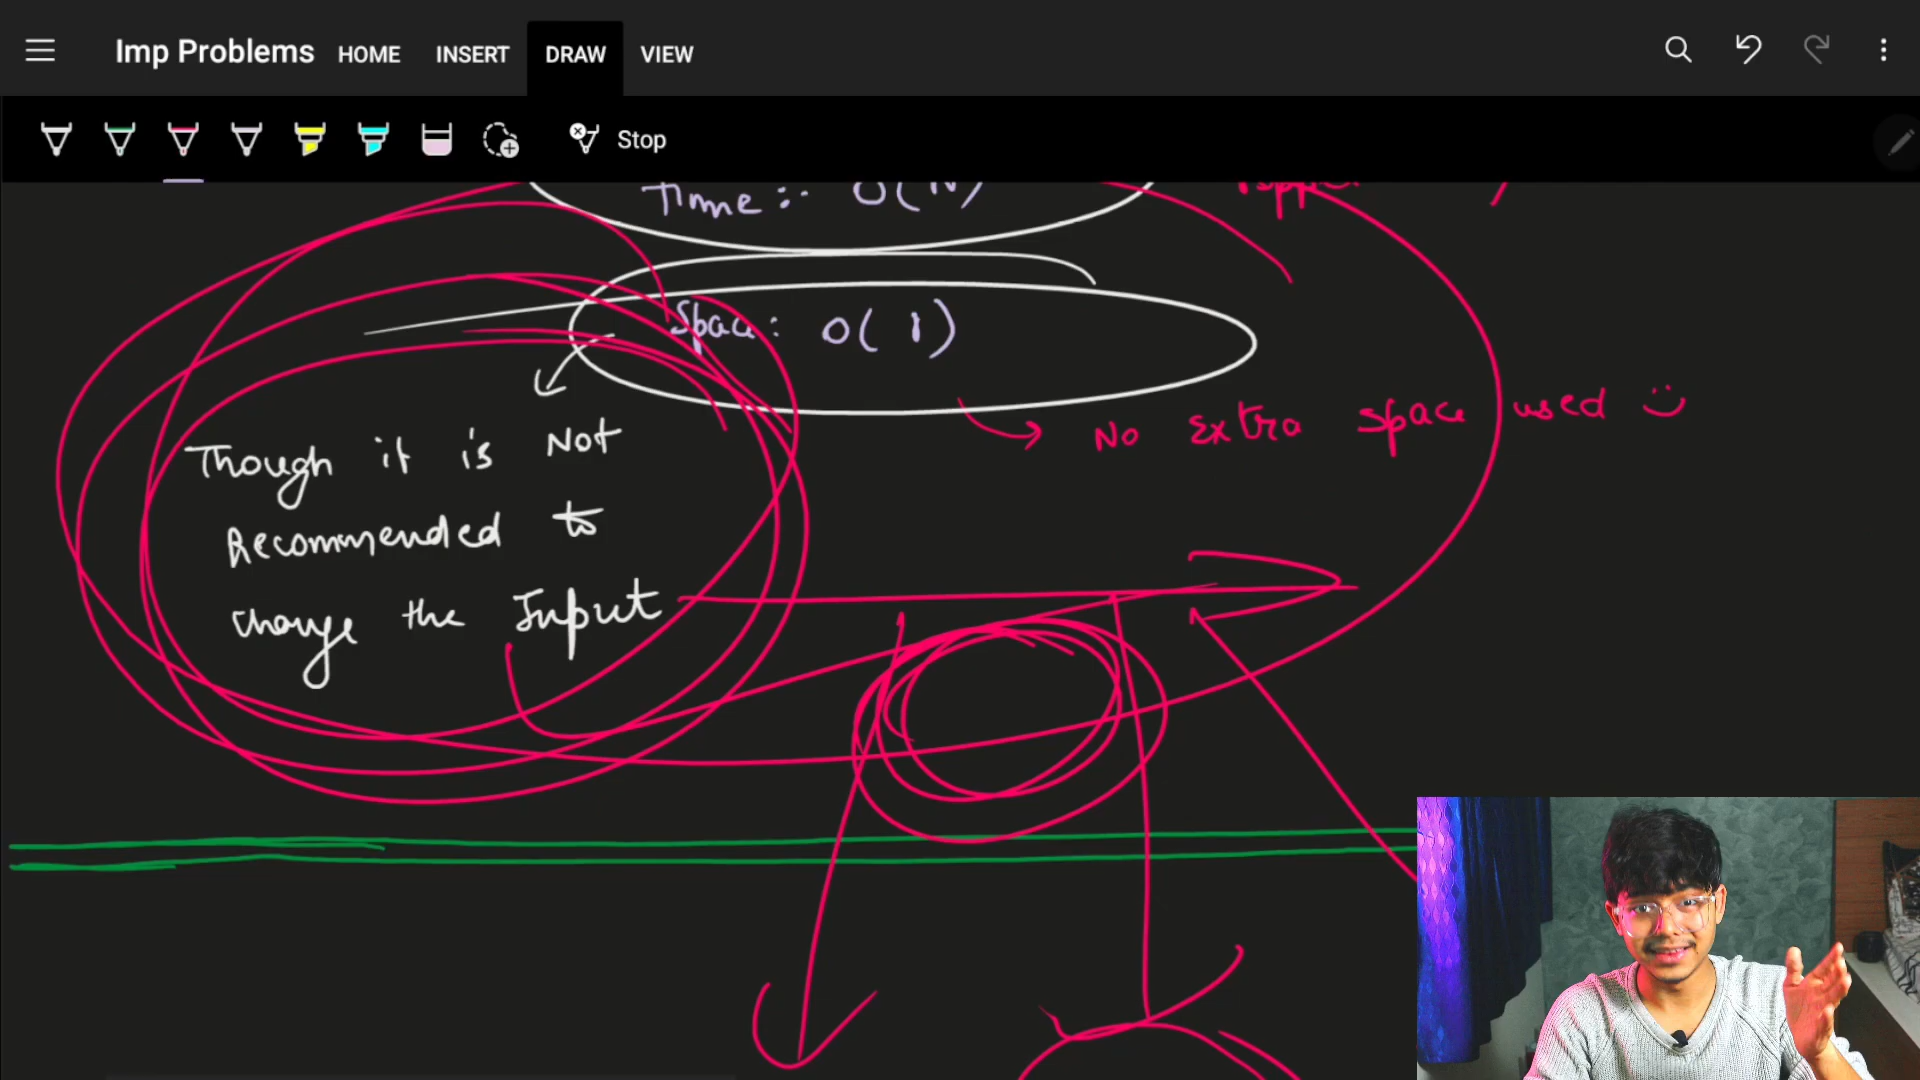 Imp Problems HOME INSERT DRAW VIEW
Stop
Time :- O(N)
Space: O( 1 )
No Extra Space used
Though it is Not
Recommended to
change the Input